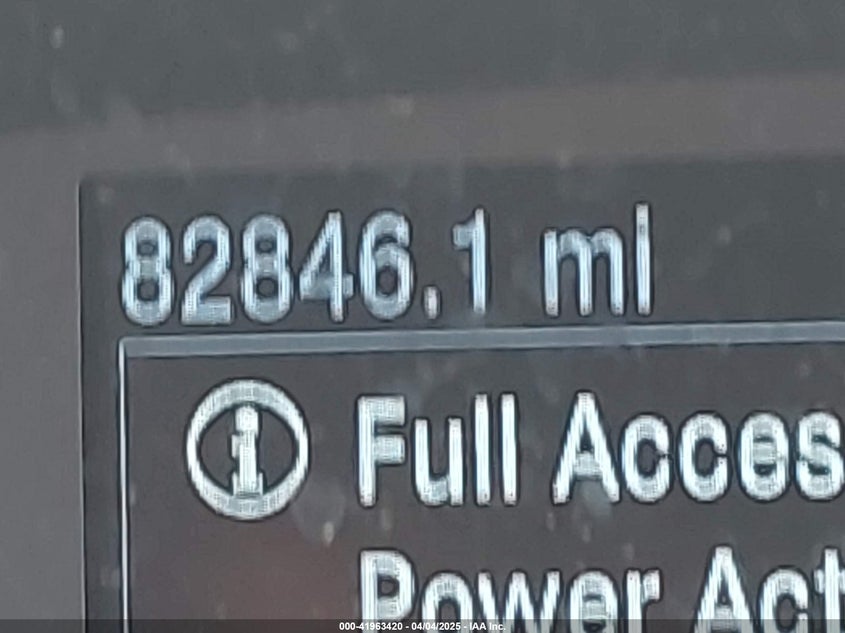 82846.1 mi
Full Acces
Power Act
000-41963420 - 04/04/2025 - IAA Inc.